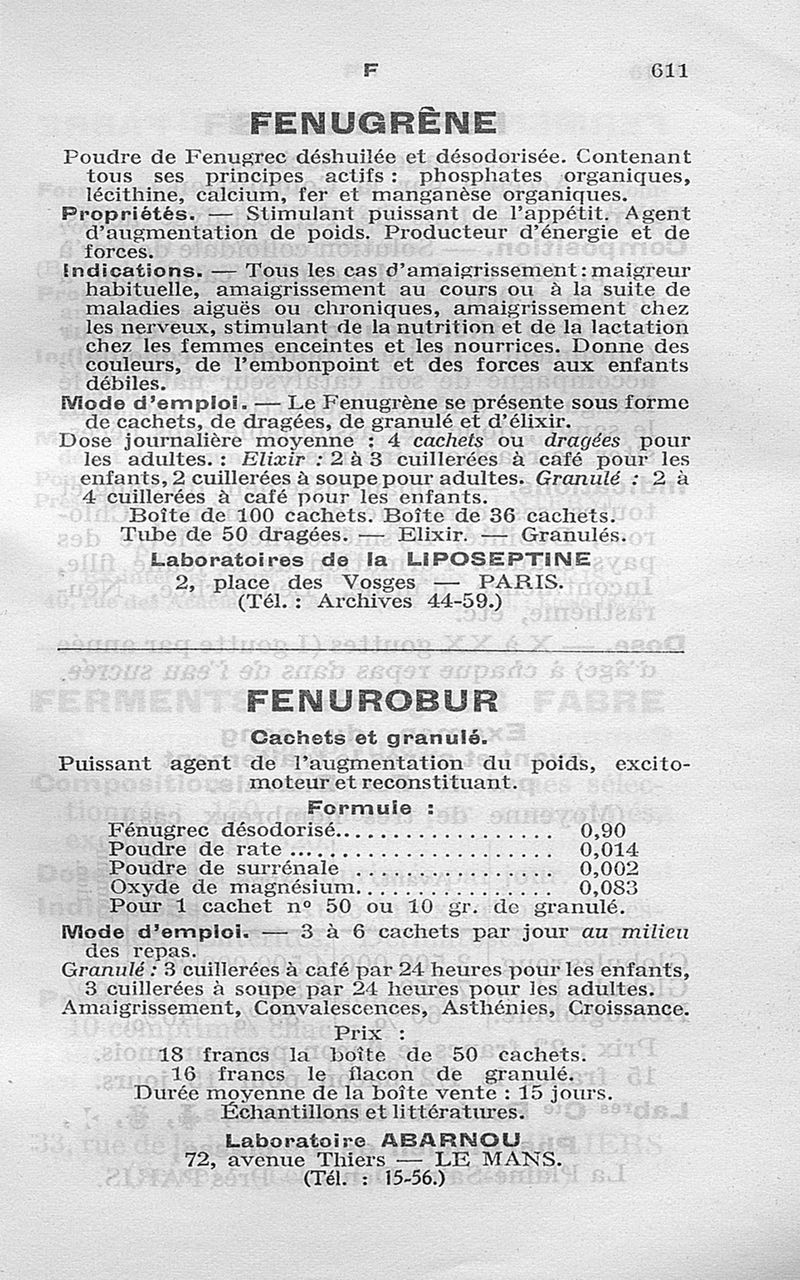 F 611
FENUGRÈNE
Poudre de Fenugrec déshuilée et désodorisée. Contenant
tous ses principes actifs : phosphates organiques,
lécithine, calcium, fer et manganèse organiques.
Propriétés. — Stimulant puissant de l'appétit. Agent
d'augmentation de poids. Producteur d'énergie et de
forces.
Indications. — Tous les cas d'amaigrissement : maigreur
habituelle, amaigrissement au cours ou à la suite de
maladies aiguës ou chroniques, amaigrissement chez
les nerveux, stimulant de la nutrition et de la lactation
chez les femmes enceintes et les nourrices. Donne des
couleurs, de l'embonpoint et des forces aux enfants
débiles.
Mode d'emploi. — Le Fenugrène se présente sous forme
de cachets, de dragées, de granulé et d'élixir.
Dose journalière moyenne : 4 cachets ou dragées pour
les adultes. : Elixir : 2 à 3 cuillerées à café pour les
enfants, 2 cuillerées à soupe pour adultes. Granulé : 2 à
4 cuillerées à café pour les enfants.
Boîte de 100 cachets. Boîte de 36 cachets.
Tube de 50 dragées. — Elixir. — Granulés.
Laboratoires de la LIPOSEPTINE
2, place des Vosges — PARIS.
(Tél. : Archives 44-59.)
FENUROBUR
Cachets et granulé.
Puissant agent de l'augmentation du poids, excito-
moteur et reconstituant.
Formule :
Fénugrec désodorisé.................. 0,90
Poudre de rate .................. 0,014
Poudre de surrénale ................ 0,002
Oxyde de magnésium................ 0,083
Pour 1 cachet n° 50 ou 10 gr. de granulé.
Mode d'emploi. — 3 à 6 cachets par jour au milieu
des repas.
Granulé : 3 cuillerées à café par 24 heures pour les enfants,
3 cuillerées à soupe par 24 heures pour les adultes.
Amaigrissement, Convalescences, Asthénies, Croissance.
Prix :
18 francs la boîte de 50 cachets.
16 francs le flacon de granulé.
Durée moyenne de la boîte vente : 15 jours.
Échantillons et littératures.
Laboratoire ABARNOU
72, avenue Thiers — LE MANS.
(Tél. : 15-56.)